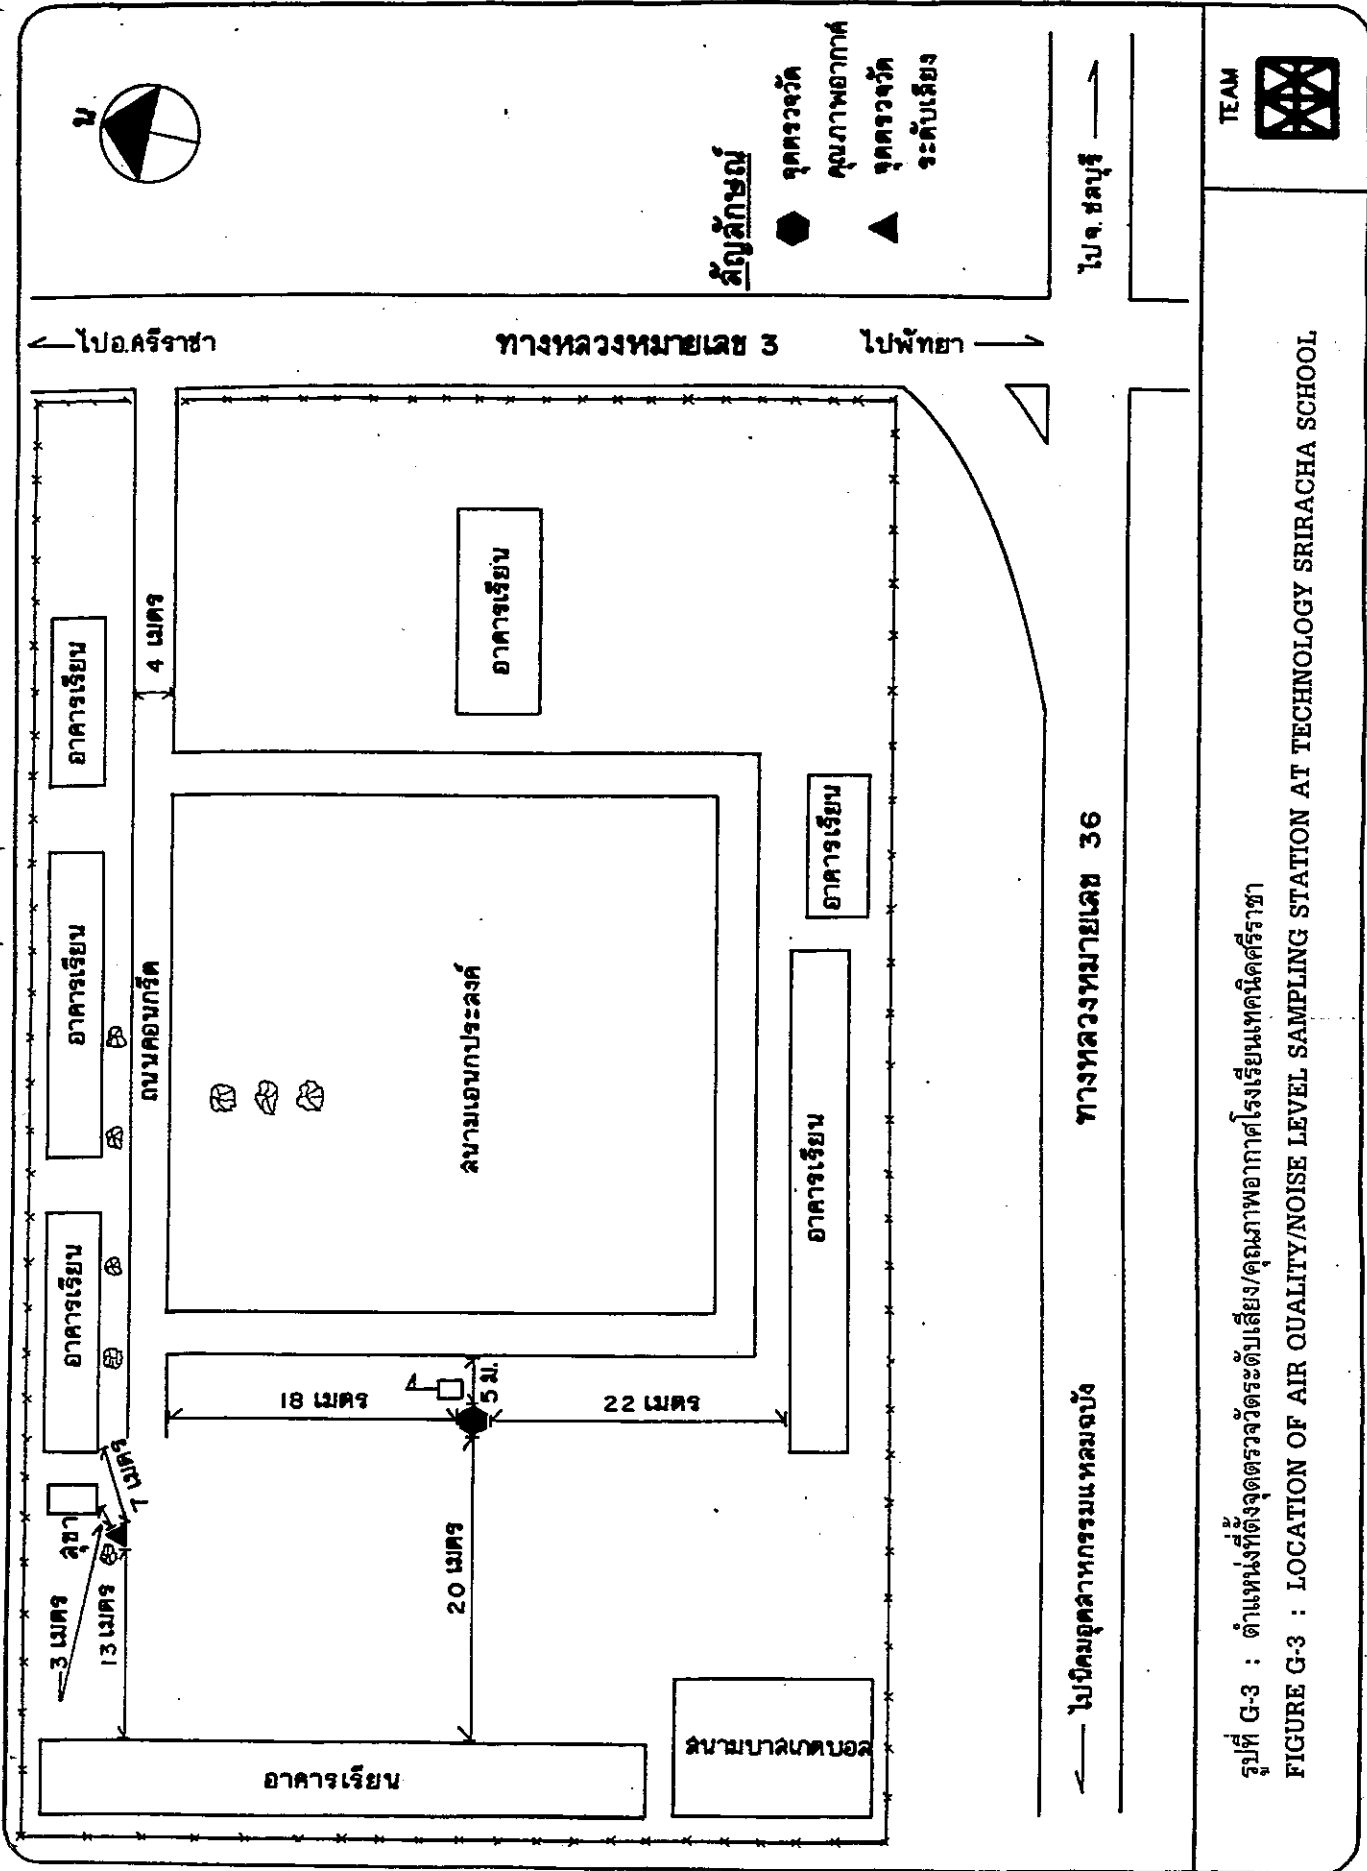 น
สัญลักษณ์
จุดตรวจวัด
คุณภาพอากาศ
จุดตรวจวัด
ระดับเสียง
ไปอ.ศรีราชา
ทางหลวงหมายเลข 3
ไปพัทยา
ไป จ. ชลบุรี
อาคารเรียน
อาคารเรียน
อาคารเรียน
4 เมตร
ถนนคอนกรีต
อาคารเรียน
สนามเอนกประสงค์
อาคารเรียน
อาคารเรียน
18 เมตร
5 ม.
22 เมตร
20 เมตร
7 เมตร
สุขา
3 เมตร
13 เมตร
อาคารเรียน
สนามบาสเกตบอล
ทางหลวงหมายเลข 36
ไปนิคมอุตสาหกรรมแหลมฉบัง
รูปที่ G-3 : ตำแหน่งที่ตั้งจุดตรวจวัดระดับเสียง/คุณภาพอากาศโรงเรียนเทคนิคศรีราชา
FIGURE G-3 : LOCATION OF AIR QUALITY/NOISE LEVEL SAMPLING STATION AT TECHNOLOGY SRIRACHA SCHOOL
TEAM